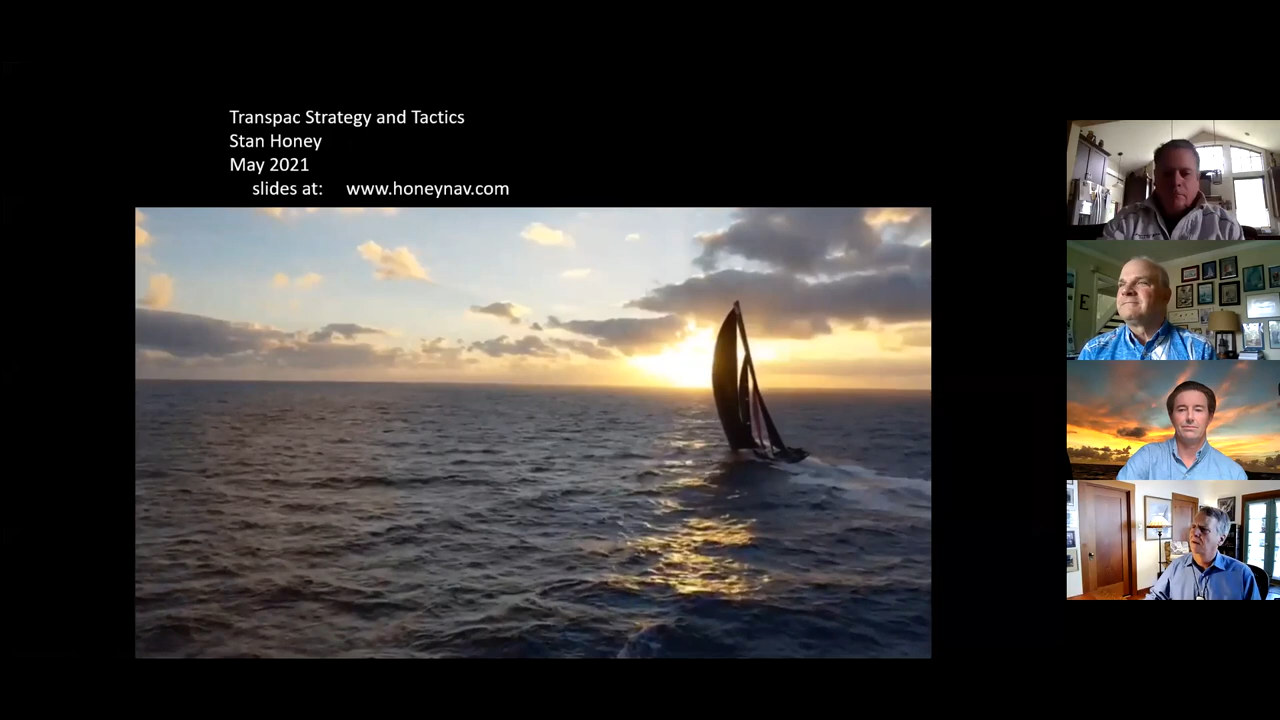 Transpac Strategy and Tactics
Stan Honey
May 2021
slides at: www.honeynav.com